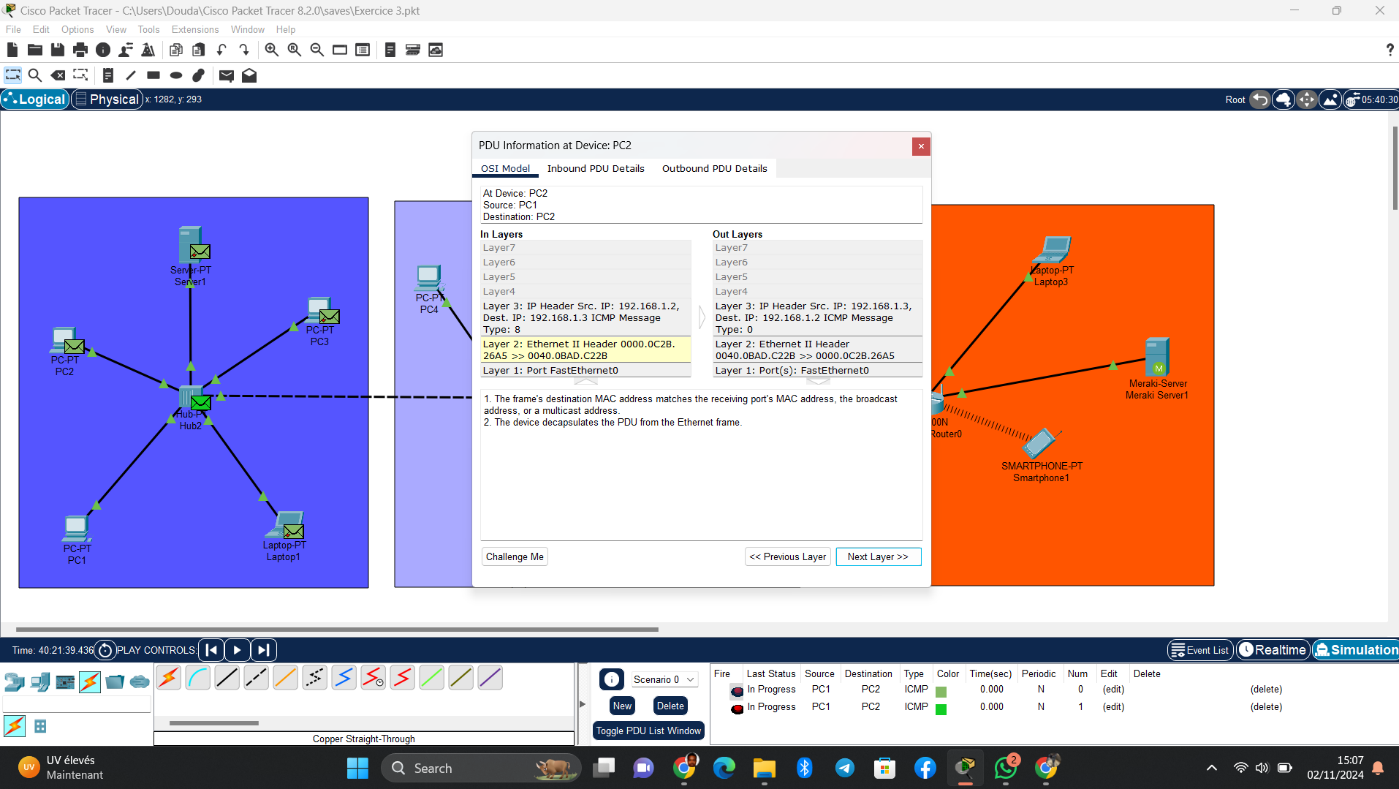 Cisco Packet Tracer - C:\Users\Douda\Cisco Packet Tracer 8.2.0\saves\Exercice 3.pkt
File Edit Options View Tools Extensions Window Help
?
Logical Physical x: 1282, y: 293 Root 05:40:30
PDU Information at Device: PC2
OSI Model Inbound PDU Details Outbound PDU Details
At Device: PC2
Source: PC1
Destination: PC2
In Layers
Layer7
Layer6
Layer5
Layer4
Layer 3: IP Header Src. IP: 192.168.1.2,
Dest. IP: 192.168.1.3 ICMP Message
Type: 8
Layer 2: Ethernet II Header 0000.0C2B.
26A5 >> 0040.0BAD.C22B
Layer 1: Port FastEthernet0
Out Layers
Layer7
Layer6
Layer5
Layer4
Layer 3: IP Header Src. IP: 192.168.1.3,
Dest. IP: 192.168.1.2 ICMP Message
Type: 0
Layer 2: Ethernet II Header
0040.0BAD.C22B >> 0000.0C2B.26A5
Layer 1: Port(s): FastEthernet0
1. The frame's destination MAC address matches the receiving port's MAC address, the broadcast
address, or a multicast address.
2. The device decapsulates the PDU from the Ethernet frame.
Challenge Me << Previous Layer Next Layer >>
Server-PT
Server1
PC-PT
PC3
PC-PT
PC2
Hub-P
Hub2
PC-PT
PC1
Laptop-PT
Laptop1
PC-PT
PC4
Laptop-PT
Laptop3
M
Meraki-Server
Meraki Server1
00N
Router0
SMARTPHONE-PT
Smartphone1
Time: 40:21:39.436 PLAY CONTROLS: Event List Realtime Simulation
Copper Straight-Through
Scenario 0
New Delete
Toggle PDU List Window
Fire Last Status Source Destination Type Color Time(sec) Periodic Num Edit Delete
In Progress PC1 PC2 ICMP 0.000 N 0 (edit) (delete)
In Progress PC1 PC2 ICMP 0.000 N 1 (edit) (delete)
UV
UV élevés
Maintenant
Search
2
15:07
02/11/2024